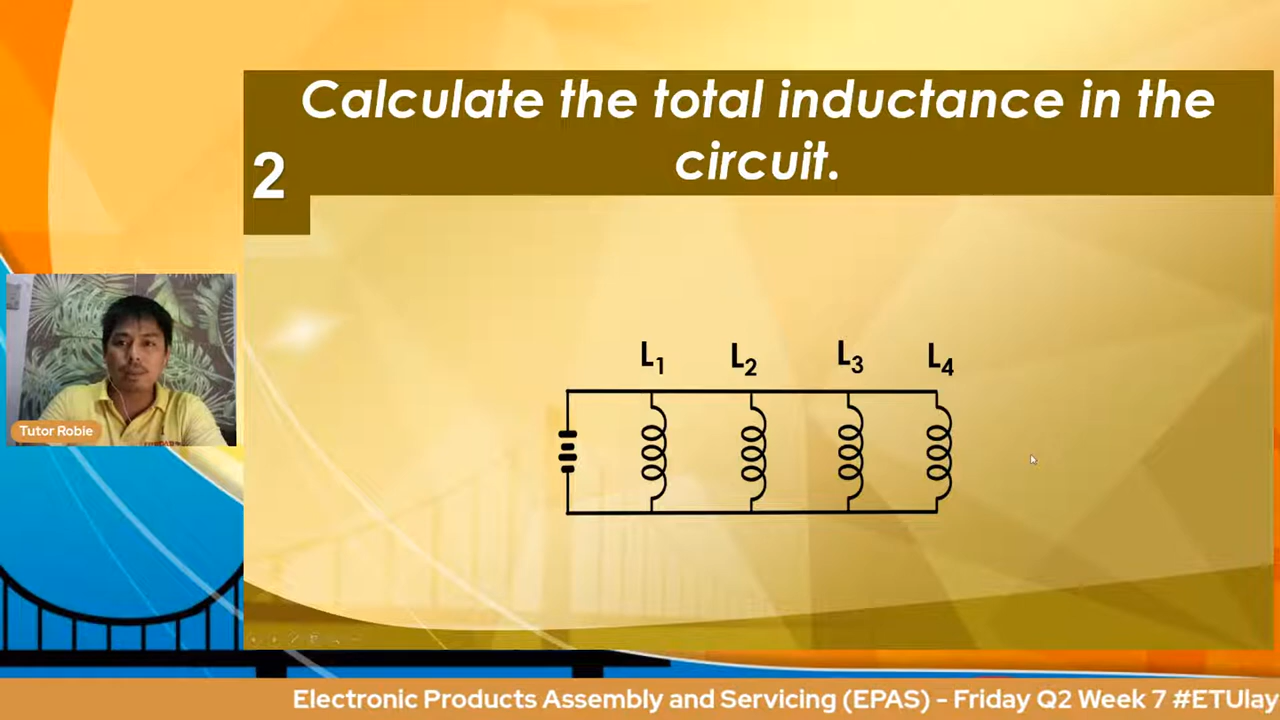 Calculate the total inductance in the
circuit.
2
L1 L2 L3 L4
Tutor Robie
Electronic Products Assembly and Servicing (EPAS) - Friday Q2 Week 7 #ETUlay